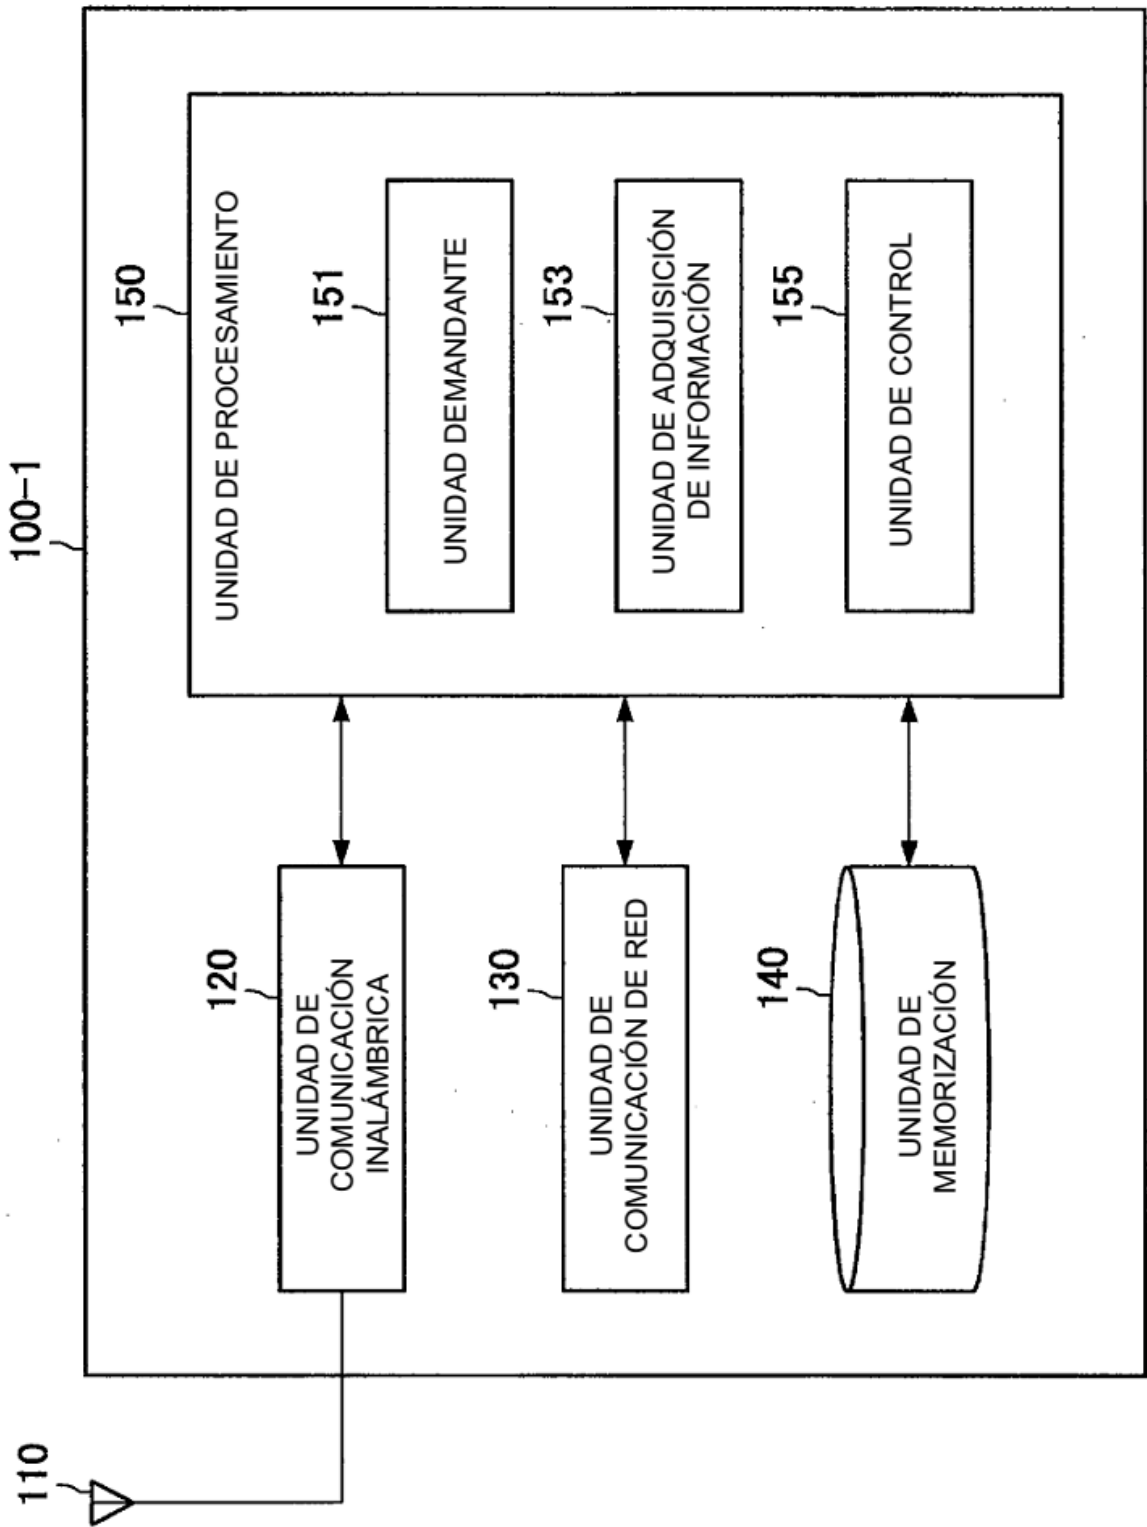 100–1
110
120
UNIDAD DE
COMUNICACIÓN
INALÁMBRICA
130
UNIDAD DE
COMUNICACIÓN DE RED
140
UNIDAD DE
MEMORIZACIÓN
150
UNIDAD DE PROCESAMIENTO
151
UNIDAD DEMANDANTE
153
UNIDAD DE ADQUISICIÓN
DE INFORMACIÓN
155
UNIDAD DE CONTROL